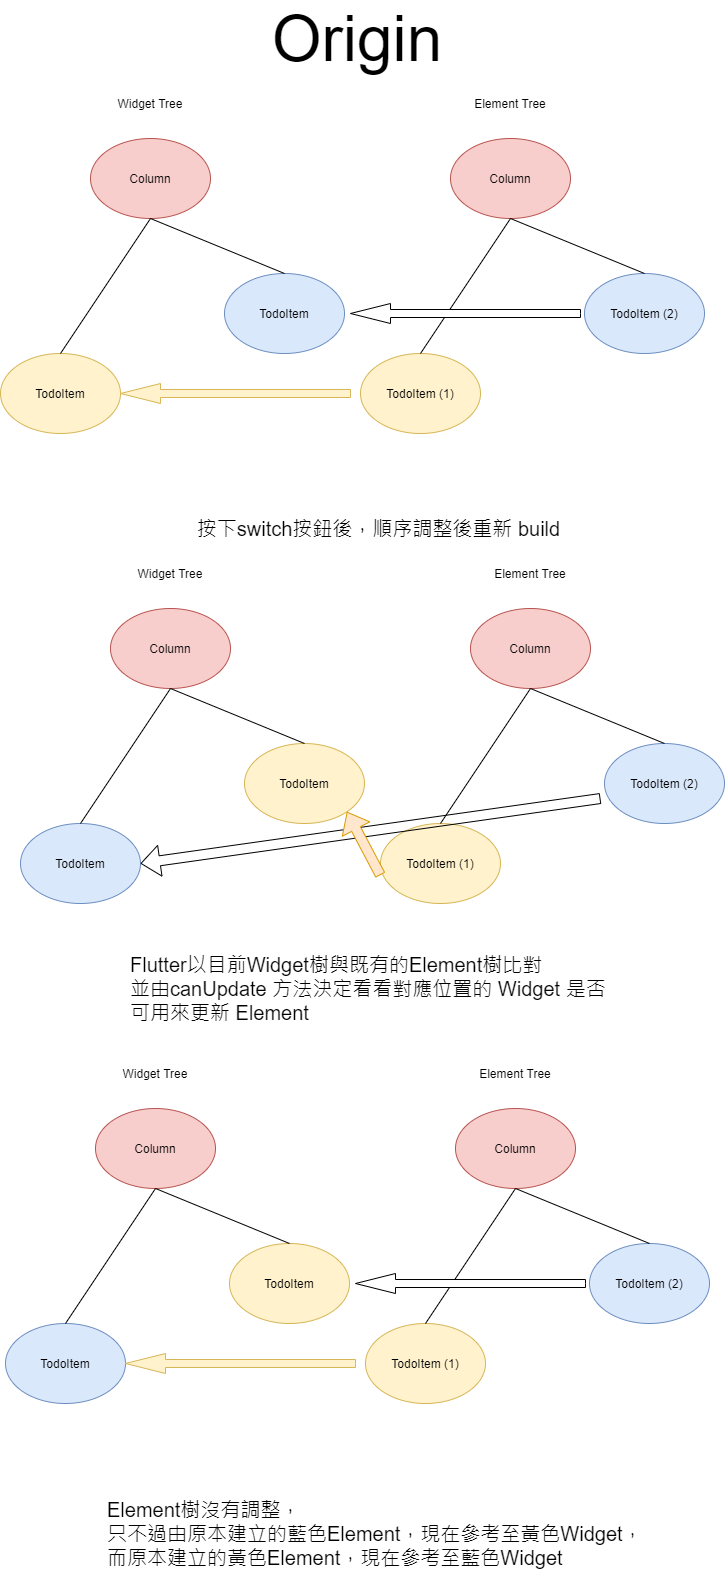 Origin
Widget Tree
Element Tree
Column
Column
TodoItem
TodoItem (2)
TodoItem
TodoItem (1)
按下switch按鈕後，順序調整後重新 build
Widget Tree
Element Tree
Column
Column
TodoItem
TodoItem (2)
TodoItem
TodoItem (1)
Flutter以目前Widget樹與既有的Element樹比對
並由canUpdate 方法決定看看對應位置的 Widget 是否
可用來更新 Element
Widget Tree
Element Tree
Column
Column
TodoItem
TodoItem (2)
TodoItem
TodoItem (1)
Element樹沒有調整，
只不過由原本建立的藍色Element，現在參考至黃色Widget，
而原本建立的黃色Element，現在參考至藍色Widget